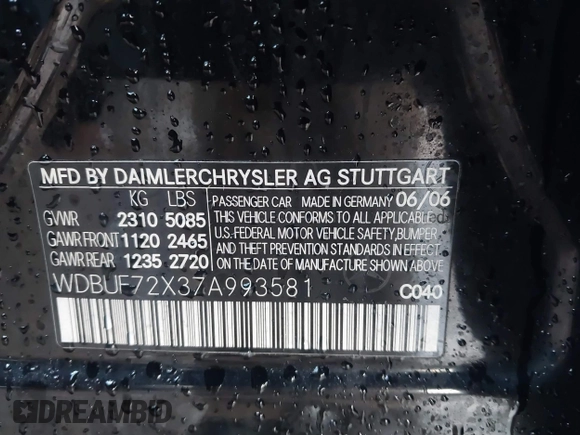 MFD BY DAIMLERCHRYSLER AG STUTTGART
KG LBS
GVWR 2310 5085
GAWR FRONT 1120 2465
GAWR REAR 1235 2720
PASSENGER CAR MADE IN GERMANY 06/06
THIS VEHICLE CONFORMS TO ALL APPLICABLE
U.S. FEDERAL MOTOR VEHICLE SAFETY, BUMPER
AND THEFT PREVENTION STANDARDS IN EFFECT
ON THE DATE OF MANUFACTURE SHOWN ABOVE
WDBUF72X37A993581 C040
DREAMBID